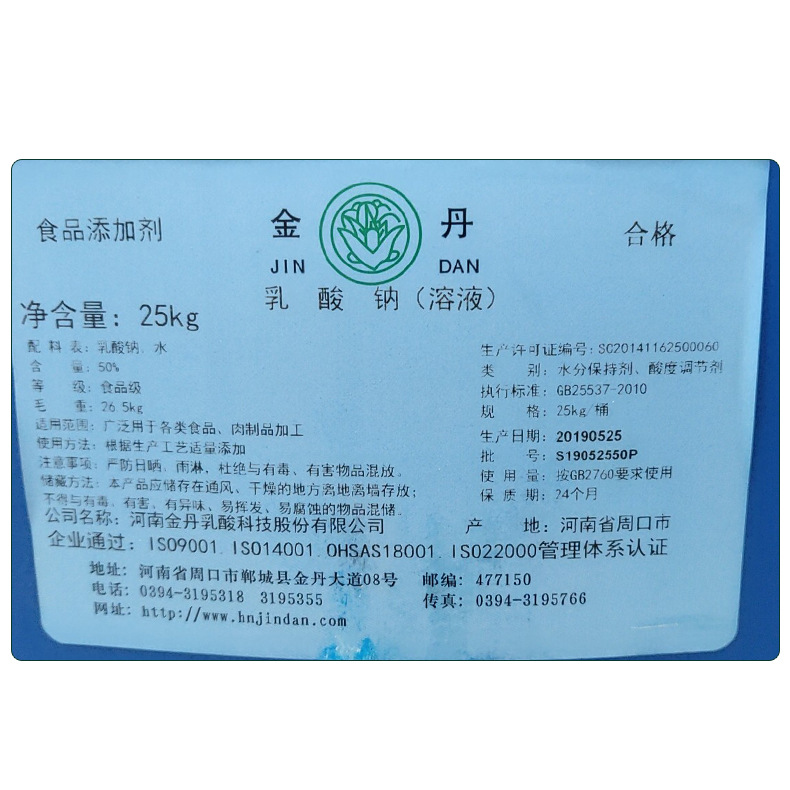 食品添加剂
金 丹
JIN DAN
合格
乳 酸 钠（溶液）
净含量：25kg
配 料 表：乳酸钠、水
含 量：50%
等 级：食品级
毛 重：26.5kg
适用范围：广泛用于各类食品、肉制品加工
使用方法：根据生产工艺适量添加
注意事项：严防日晒，雨淋，杜绝与有毒、有害物品混放。
储藏方法：本产品应储存在通风、干燥的地方离地离墙存放；
不得与有毒、有害、有异味、易挥发、易腐蚀的物品混储。
生产许可证编号：SC20141162500060
类 别：水分保持剂、酸度调节剂
执行标准：GB25537-2010
规 格：25kg/桶
生产日期：20190525
批 号：S19052550P
使 用 量：按GB2760要求使用
保 质 期：24个月
公司名称：河南金丹乳酸科技股份有限公司
产 地：河南省周口市
企业通过：ISO9001.ISO14001.OHSAS18001.ISO22000管理体系认证
地址：河南省周口市郸城县金丹大道08号 邮编：477150
电话：0394-3195318 3195355 传真：0394-3195766
网址：http://www.hnjindan.com